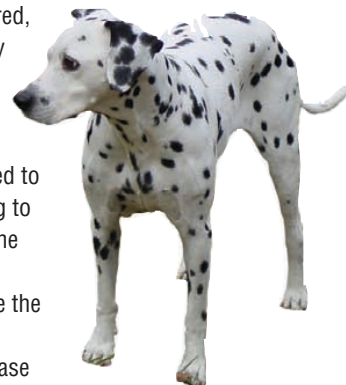 red,
y
ed to
g to
ne
e the
ase